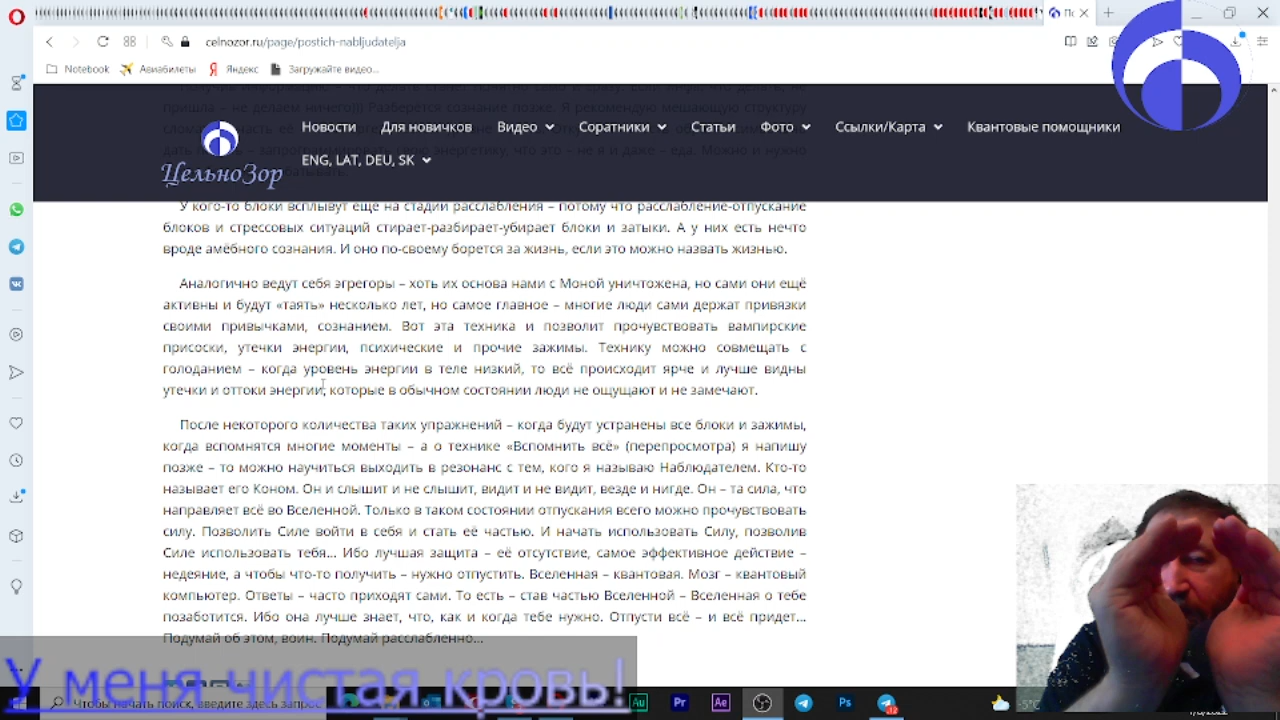 celnozor.ru/page/postich-nabljudatelja
Notebook Авиабилеты Яндекс Загружайте видео...
Новости Для новичков Видео Соратники Статьи Фото Ссылки/Карта Квантовые помощники
ENG, LAT, DEU, SK
ЦельноЗор
У кого-то блоки всплывут ещё на стадии расслабления – потому что расслабление-отпускание
блоков и стрессовых ситуаций стирает-разбирает-убирает блоки и затыки. А у них есть нечто
вроде амёбного сознания. И оно по-своему борется за жизнь, если это можно назвать жизнью.
Аналогично ведут себя эгрегоры – хоть их основа нами с Моной уничтожена, но сами они ещё
активны и будут «таять» несколько лет, но самое главное – многие люди сами держат привязки
своими привычками, сознанием. Вот эта техника и позволит прочувствовать вампирские
присоски, утечки энергии, психические и прочие зажимы. Технику можно совмещать с
голоданием – когда уровень энергии в теле низкий, то всё происходит ярче и лучше видны
утечки и оттоки энергии, которые в обычном состоянии люди не ощущают и не замечают.
После некоторого количества таких упражнений – когда будут устранены все блоки и зажимы,
когда вспомнятся многие моменты – а о технике «Вспомнить всё» (перепросмотра) я напишу
позже – то можно научиться выходить в резонанс с тем, кого я называю Наблюдателем. Кто-то
называет его Коном. Он и слышит и не слышит, видит и не видит, везде и нигде. Он – та сила, что
направляет всё во Вселенной. Только в таком состоянии отпускания всего можно прочувствовать
силу. Позволить Силе войти в себя и стать её частью. И начать использовать Силу, позволив
Силе использовать тебя... Ибо лучшая защита – её отсутствие, самое эффективное действие –
недеяние, а чтобы что-то получить – нужно отпустить. Вселенная – квантовая. Мозг – квантовый
компьютер. Ответы – часто приходят сами. То есть – став частью Вселенной – Вселенная о тебе
позаботится. Ибо она лучше знает, что, как и когда тебе нужно. Отпусти всё – и всё придет...
Подумай об этом, воин. Подумай расслабленно...
У меня чистая кровь!
Чтобы начать поиск, введите здесь запрос
Au Pr Ae Ps
-5°C